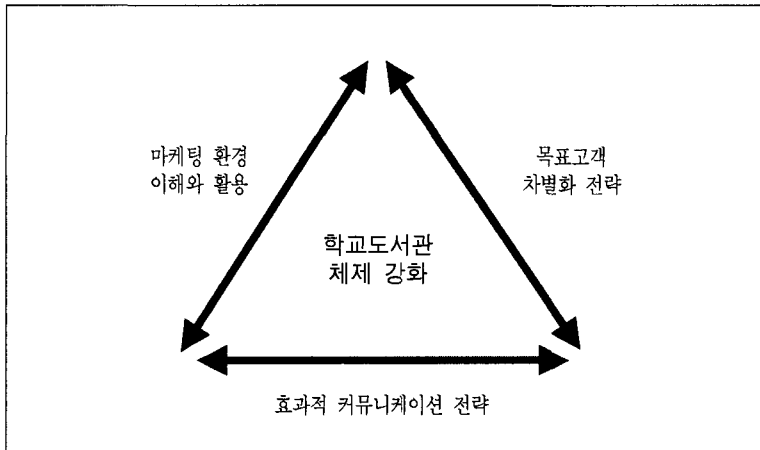 마케팅 환경
이해와 활용
목표고객
차별화 전략
학교도서관
체제 강화
효과적 커뮤니케이션 전략